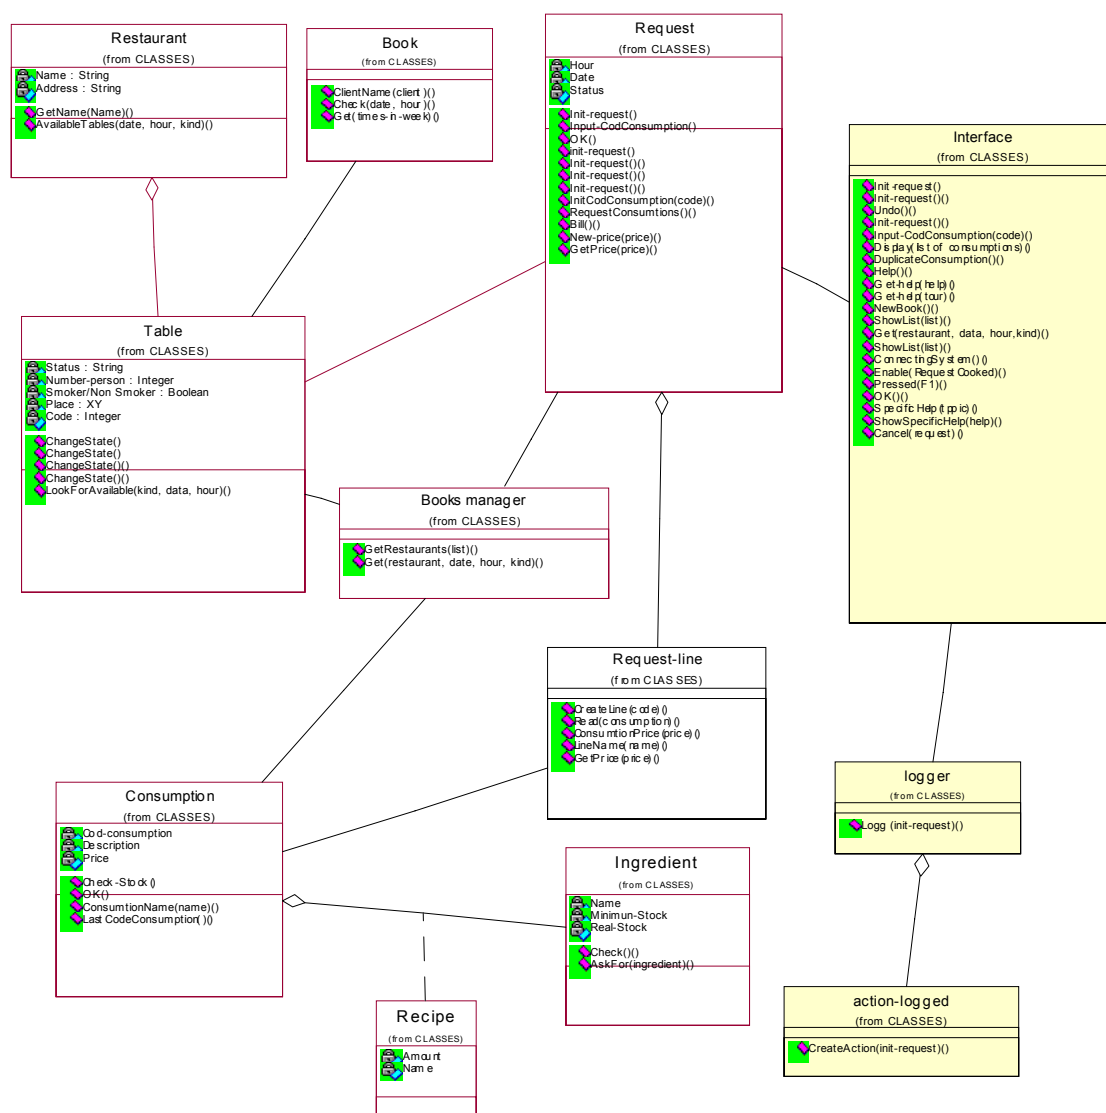 Restaurant
(from CLASSES)
Name : String
Address : String
GetName(Name)()
AvailableTables(date, hour, kind)()
Book
(from CLASSES)
ClientName(client)()
Check(date, hour)()
Get(times-in-week)()
Request
(from CLASSES)
Hour
Date
Status
Init-request()
Input-CodConsumption()
OK()
init-request()
Init-request()()
Init-request()()
Init-request()()
InitCodConsumption(code)()
RequestConsumtions()()
Bill()()
New-price(price)()
GetPrice(price)()
Interface
(from CLASSES)
Init-request()
Init-request()()
Undo()()
Init-request()()
Input-CodConsumption(code)()
Display(list of consumptions)()
DuplicateConsumption()()
Help()()
Get-help(help)()
Get-help(tour)()
NewBook()()
ShowList(list)()
Get(restaurant, data, hour,kind)()
ShowList(list)()
ConnectingSystem()()
Enable(RequestCooked)()
Pressed(F1)()
OK()()
SpecificHelp(tppic)()
ShowSpecificHelp(help)()
Cancel(request)()
Table
(from CLASSES)
Status : String
Number-person : Integer
Smoker/Non Smoker : Boolean
Place : XY
Code : Integer
ChangeState()
ChangeState()
ChangeState()()
ChangeState()()
LookForAvailable(kind, data, hour)()
Books manager
(from CLASSES)
GetRestaurants(list)()
Get(restaurant, date, hour, kind)()
Request-line
(from CLASSES)
CreateLine(code)()
Read(consumption)()
ConsumtionPrice(price)()
LineName(name)()
GetPrice(price)()
Consumption
(from CLASSES)
Cod-consumption
Description
Price
Check-Stock()
OK()
ConsumtionName(name)()
LastCodeConsumption()()
logger
(from CLASSES)
Logg (init-request)()
Ingredient
(from CLASSES)
Name
Minimun-Stock
Real-Stock
Check()()
AskFor(ingredient)()
Recipe
(from CLASSES)
Amount
Name
action-logged
(from CLASSES)
CreateAction(init-request)()